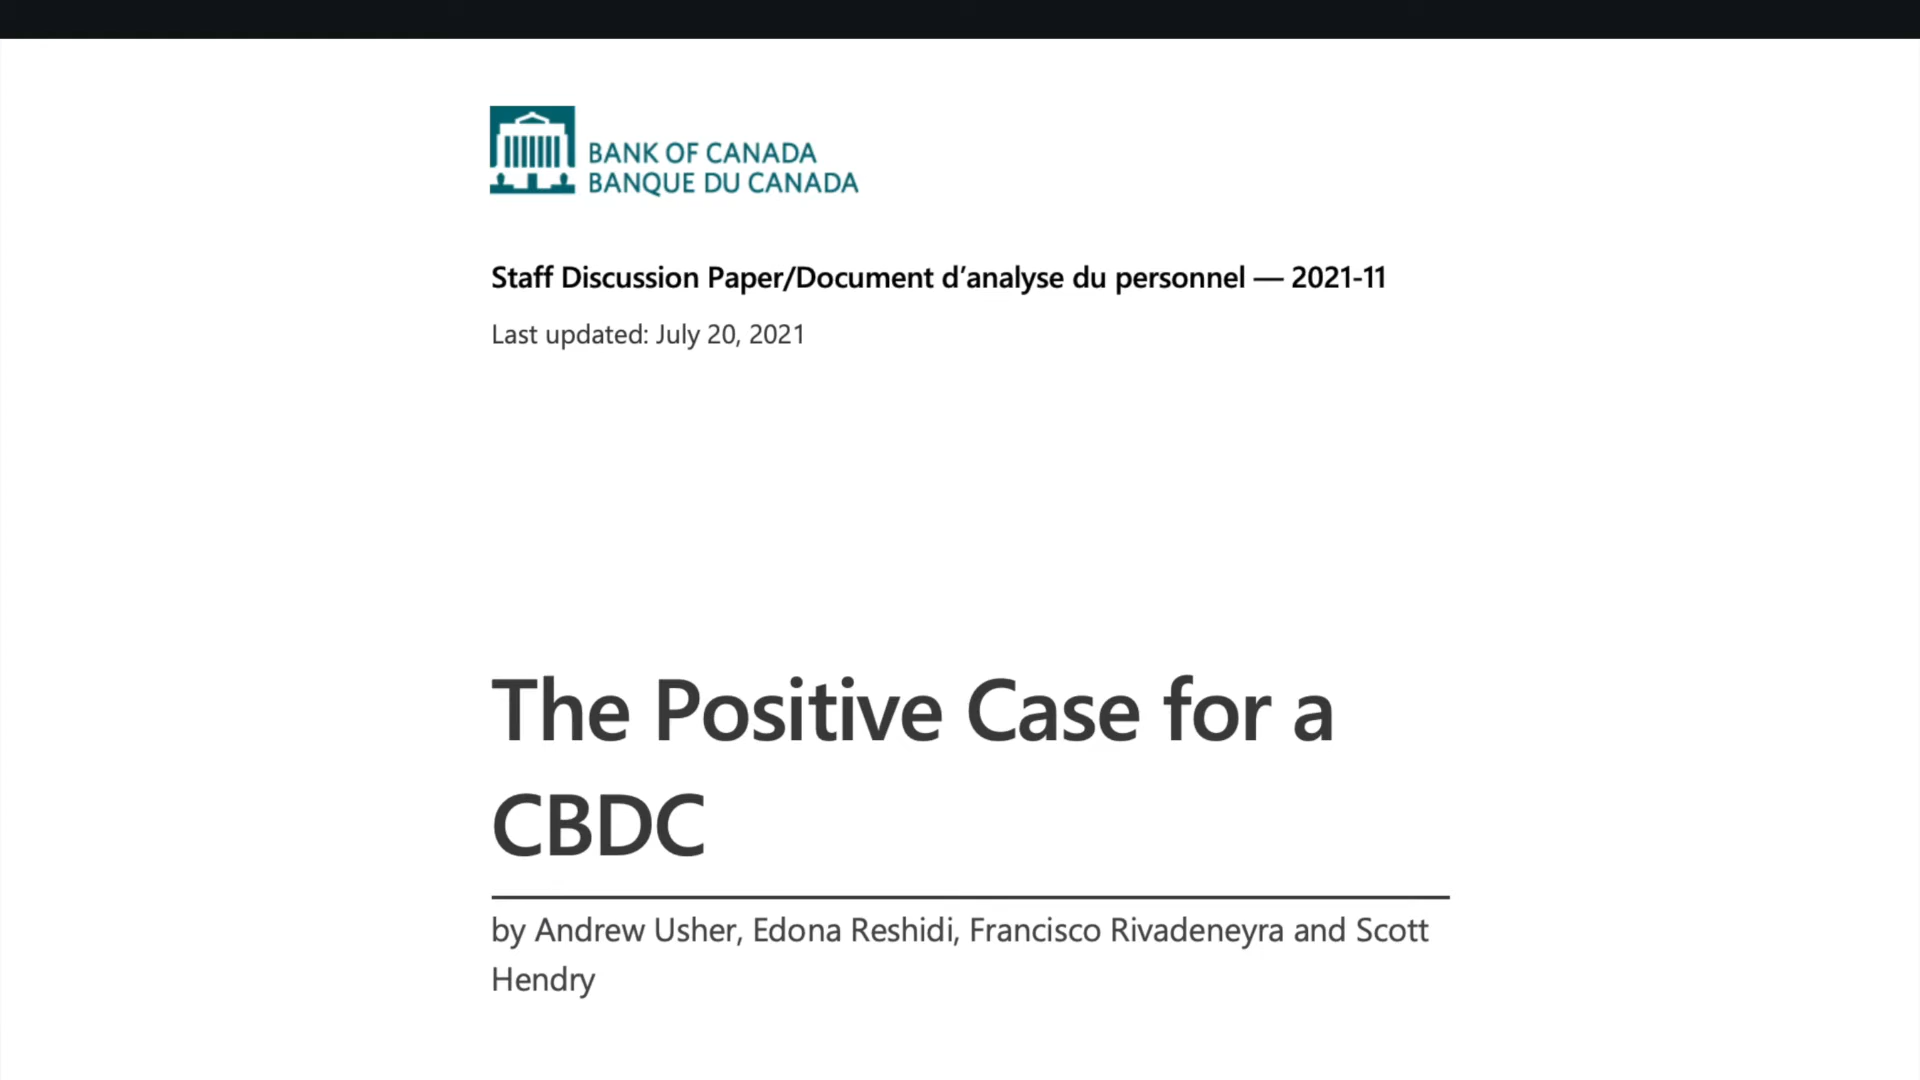 BANK OF CANADA
BANQUE DU CANADA
Staff Discussion Paper/Document d’analyse du personnel — 2021-11
Last updated: July 20, 2021
The Positive Case for a
CBDC
by Andrew Usher, Edona Reshidi, Francisco Rivadeneyra and Scott
Hendry